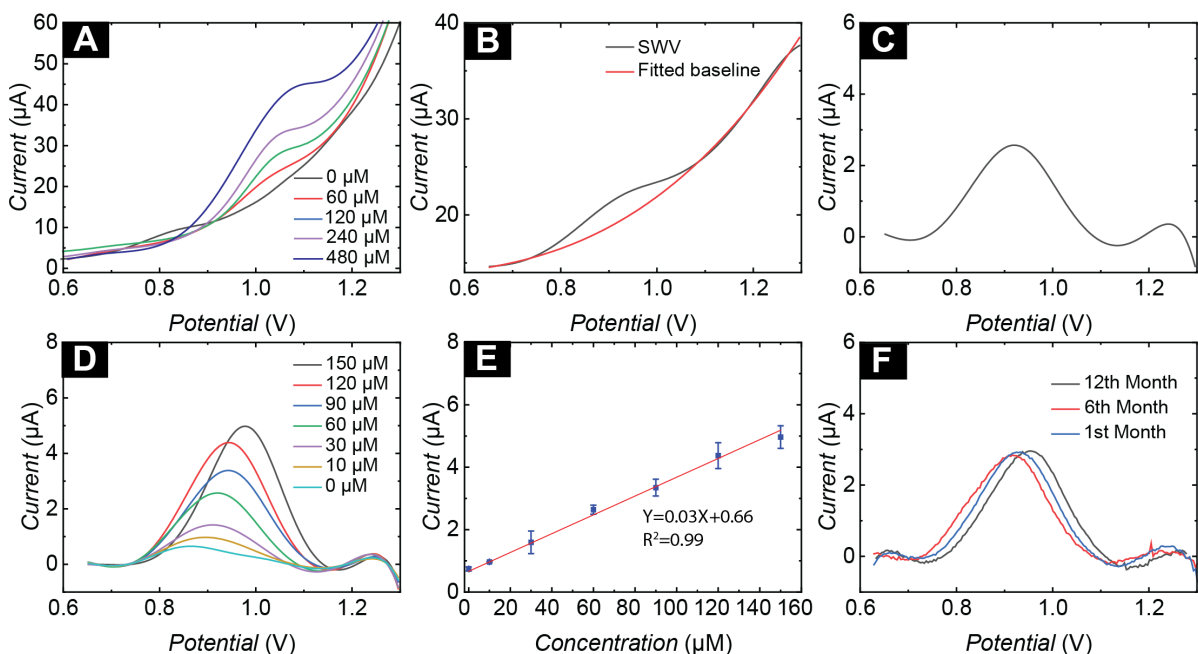 A
Current (µA)
60
50
40
30
20
10
0
0 µM
60 µM
120 µM
240 µM
480 µM
0.6
0.8
1.0
1.2
Potential (V)
B
Current (µA)
40
30
20
SWV
Fitted baseline
0.6
0.8
1.0
1.2
Potential (V)
C
Current (µA)
6
4
2
0
0.6
0.8
1.0
1.2
Potential (V)
D
Current (µA)
8
6
4
2
0
150 µM
120 µM
90 µM
60 µM
30 µM
10 µM
0 µM
0.6
0.8
1.0
1.2
Potential (V)
E
Current (µA)
8
6
4
2
0
Y=0.03X+0.66
R²=0.99
0
20
40
60
80
100
120
140
160
Concentration (µM)
F
Current (µA)
6
4
2
0
12th Month
6th Month
1st Month
0.6
0.8
1.0
1.2
Potential (V)